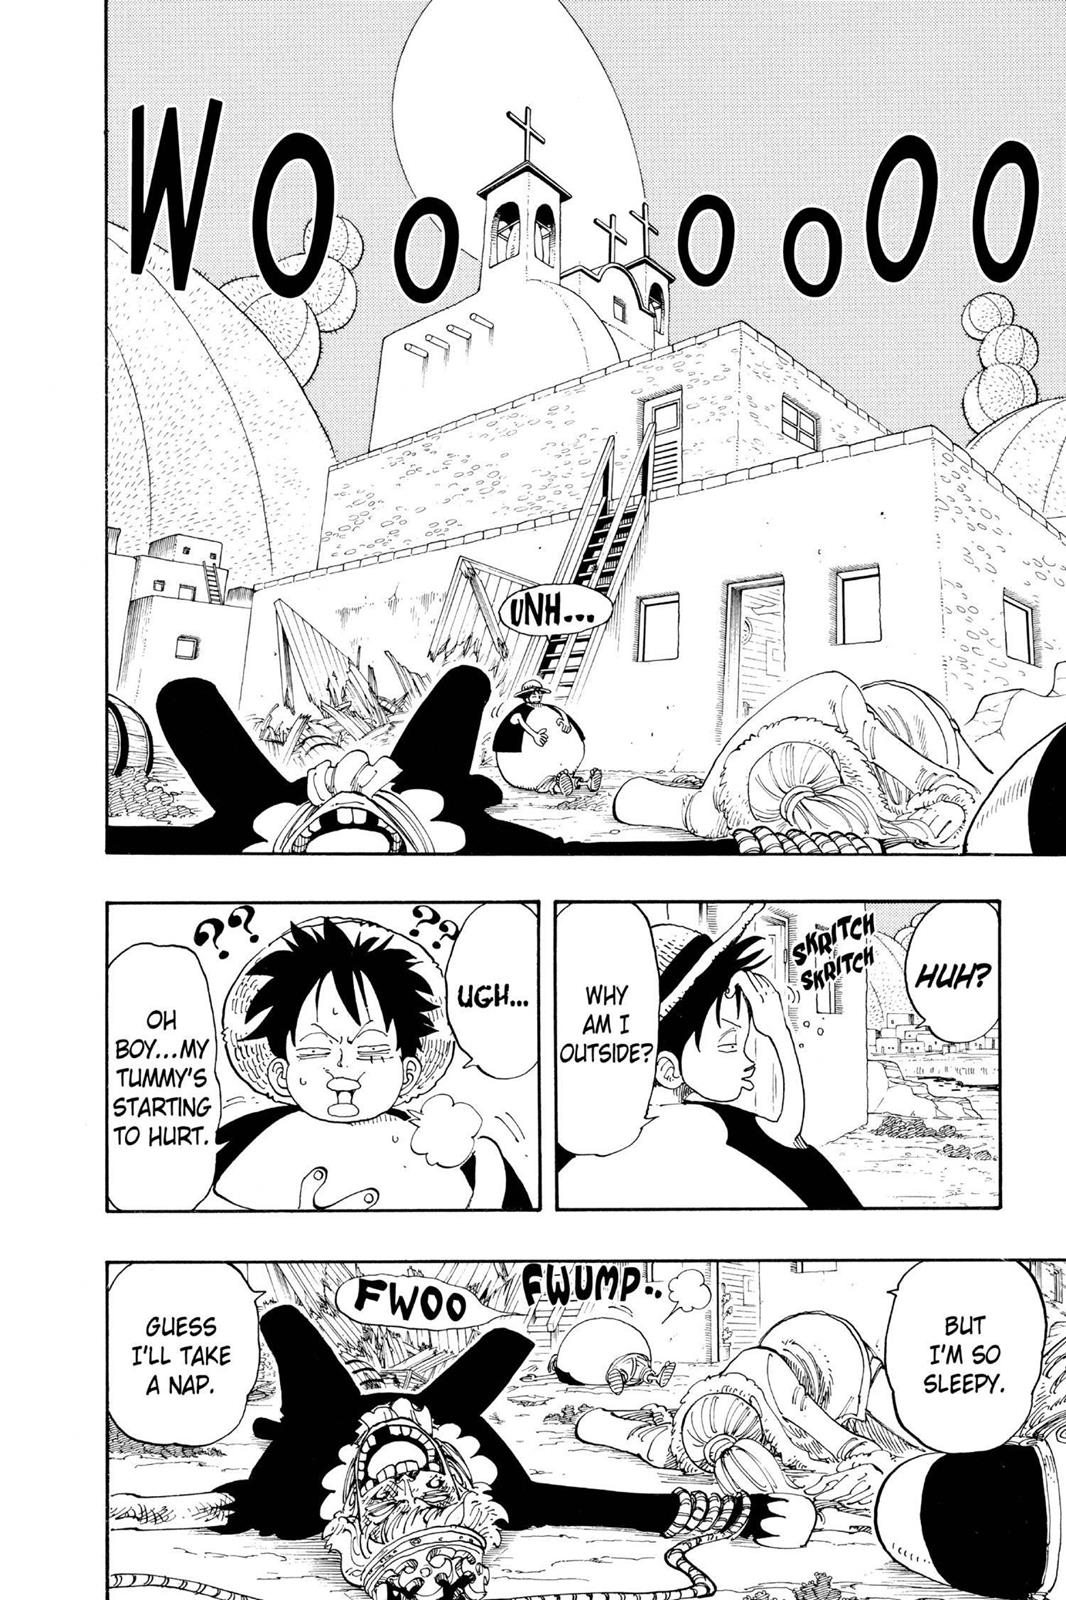 WOoooOO
UNH...
HUH?
SKRITCH
SKRITCH
WHY
AM I
OUTSIDE?
UGH...
??
??
OH
BOY...MY
TUMMY'S
STARTING
TO HURT.
BUT
I'M SO
SLEEPY.
FWUMP..
FWOO
GUESS
I'LL TAKE
A NAP.